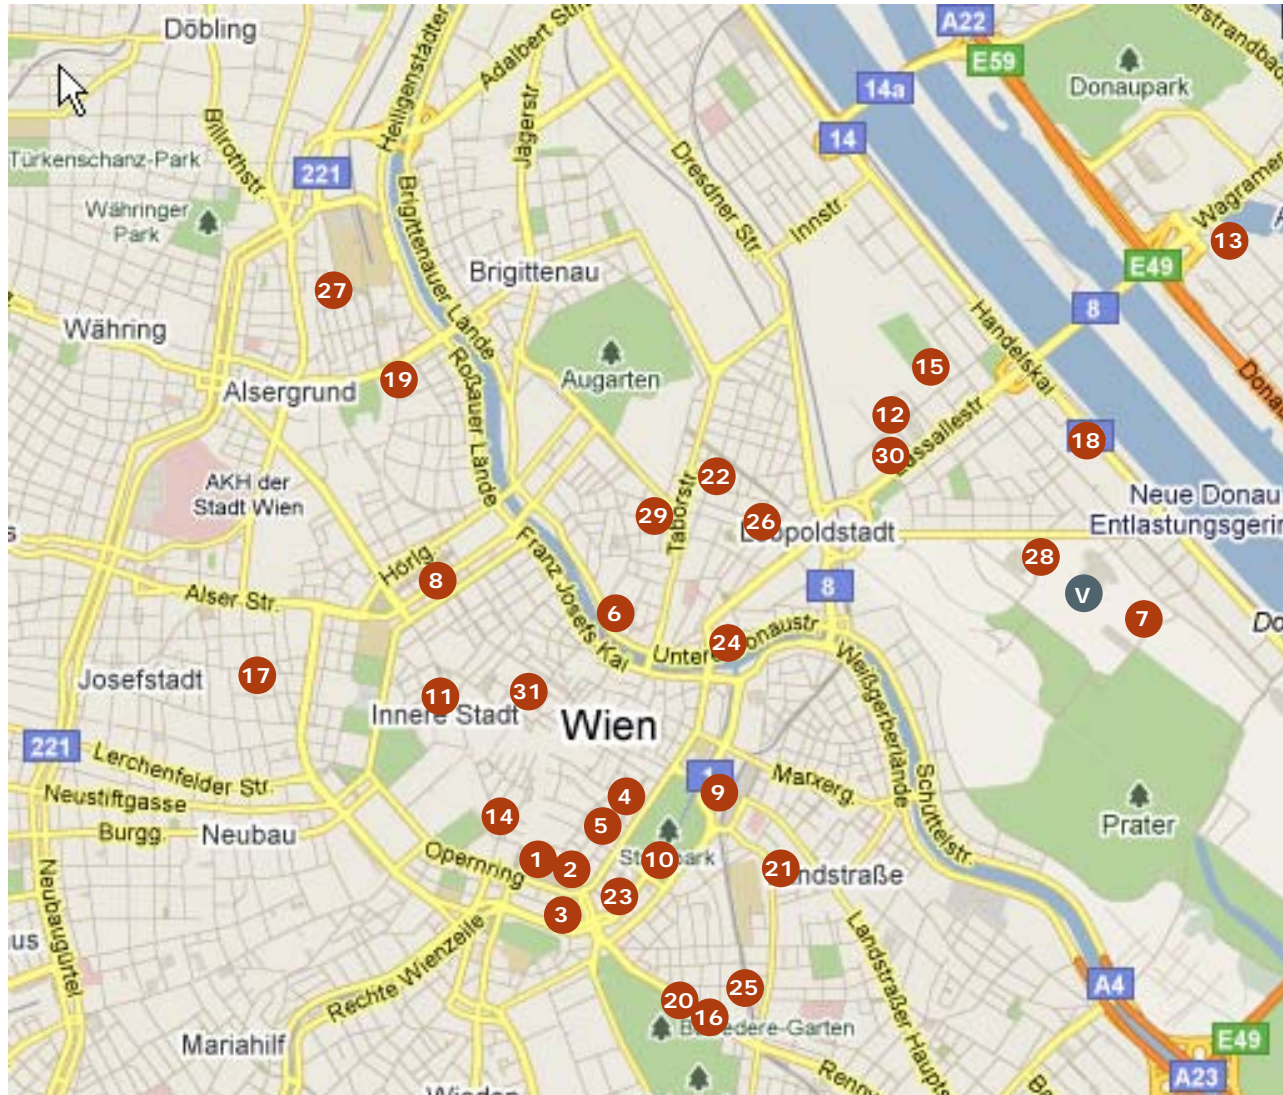 Döbling
Heiligenstädter
Adalbert Stift
A22
E59
Donaupark
14a
14
Türkenschanz-Park
221
Billrothstr.
Jägerstr
Dresdner Str.
Währinger
Park
Innstr.
Wagramer
13
E49
8
Brigittenauer Lände
Brigittenau
27
Währing
Handelskai
15
Augarten
19
Alsergrund
Roßauer Lände
12
Lassallestr
18
30
AKH der
Stadt Wien
22
29
Taborstr
26
Leopoldstadt
Neue Donau
Entlastungsgerin
28
Hörlg.
8
Franz Josefs Kai
8
V
7
Alser Str.
6
24
Untere Donaustr
Josefstadt
17
11
31
Innere Stadt
Wien
Weißgerberlände
Schüttelstr.
221
Lerchenfelder Str.
Neustiftgasse
Burgg.
Neubau
1
9
Marxerg.
4
14
5
Prater
Opernring
1
2
10
21
Landstraße
23
3
Neubaugürtel
Rechte Wienzeile
Landstraßer Haupts
20
25
16
Belvedere-Garten
A4
E49
A23
Mariahilf
Wieden